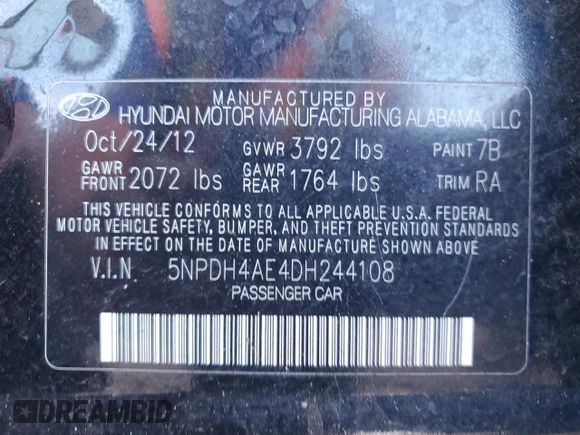 MANUFACTURED BY
HYUNDAI MOTOR MANUFACTURING ALABAMA, LLC
Oct/24/12 GVWR 3792 lbs PAINT 7B
GAWR FRONT 2072 lbs GAWR REAR 1764 lbs TRIM RA
THIS VEHICLE CONFORMS TO ALL APPLICABLE U.S.A. FEDERAL
MOTOR VEHICLE SAFETY, BUMPER, AND THEFT PREVENTION
STANDARDS IN EFFECT ON THE DATE OF MANUFACTURE SHOWN ABOVE.
V.I.N 5NPDH4AE4DH244108
PASSENGER CAR
DREAMBID